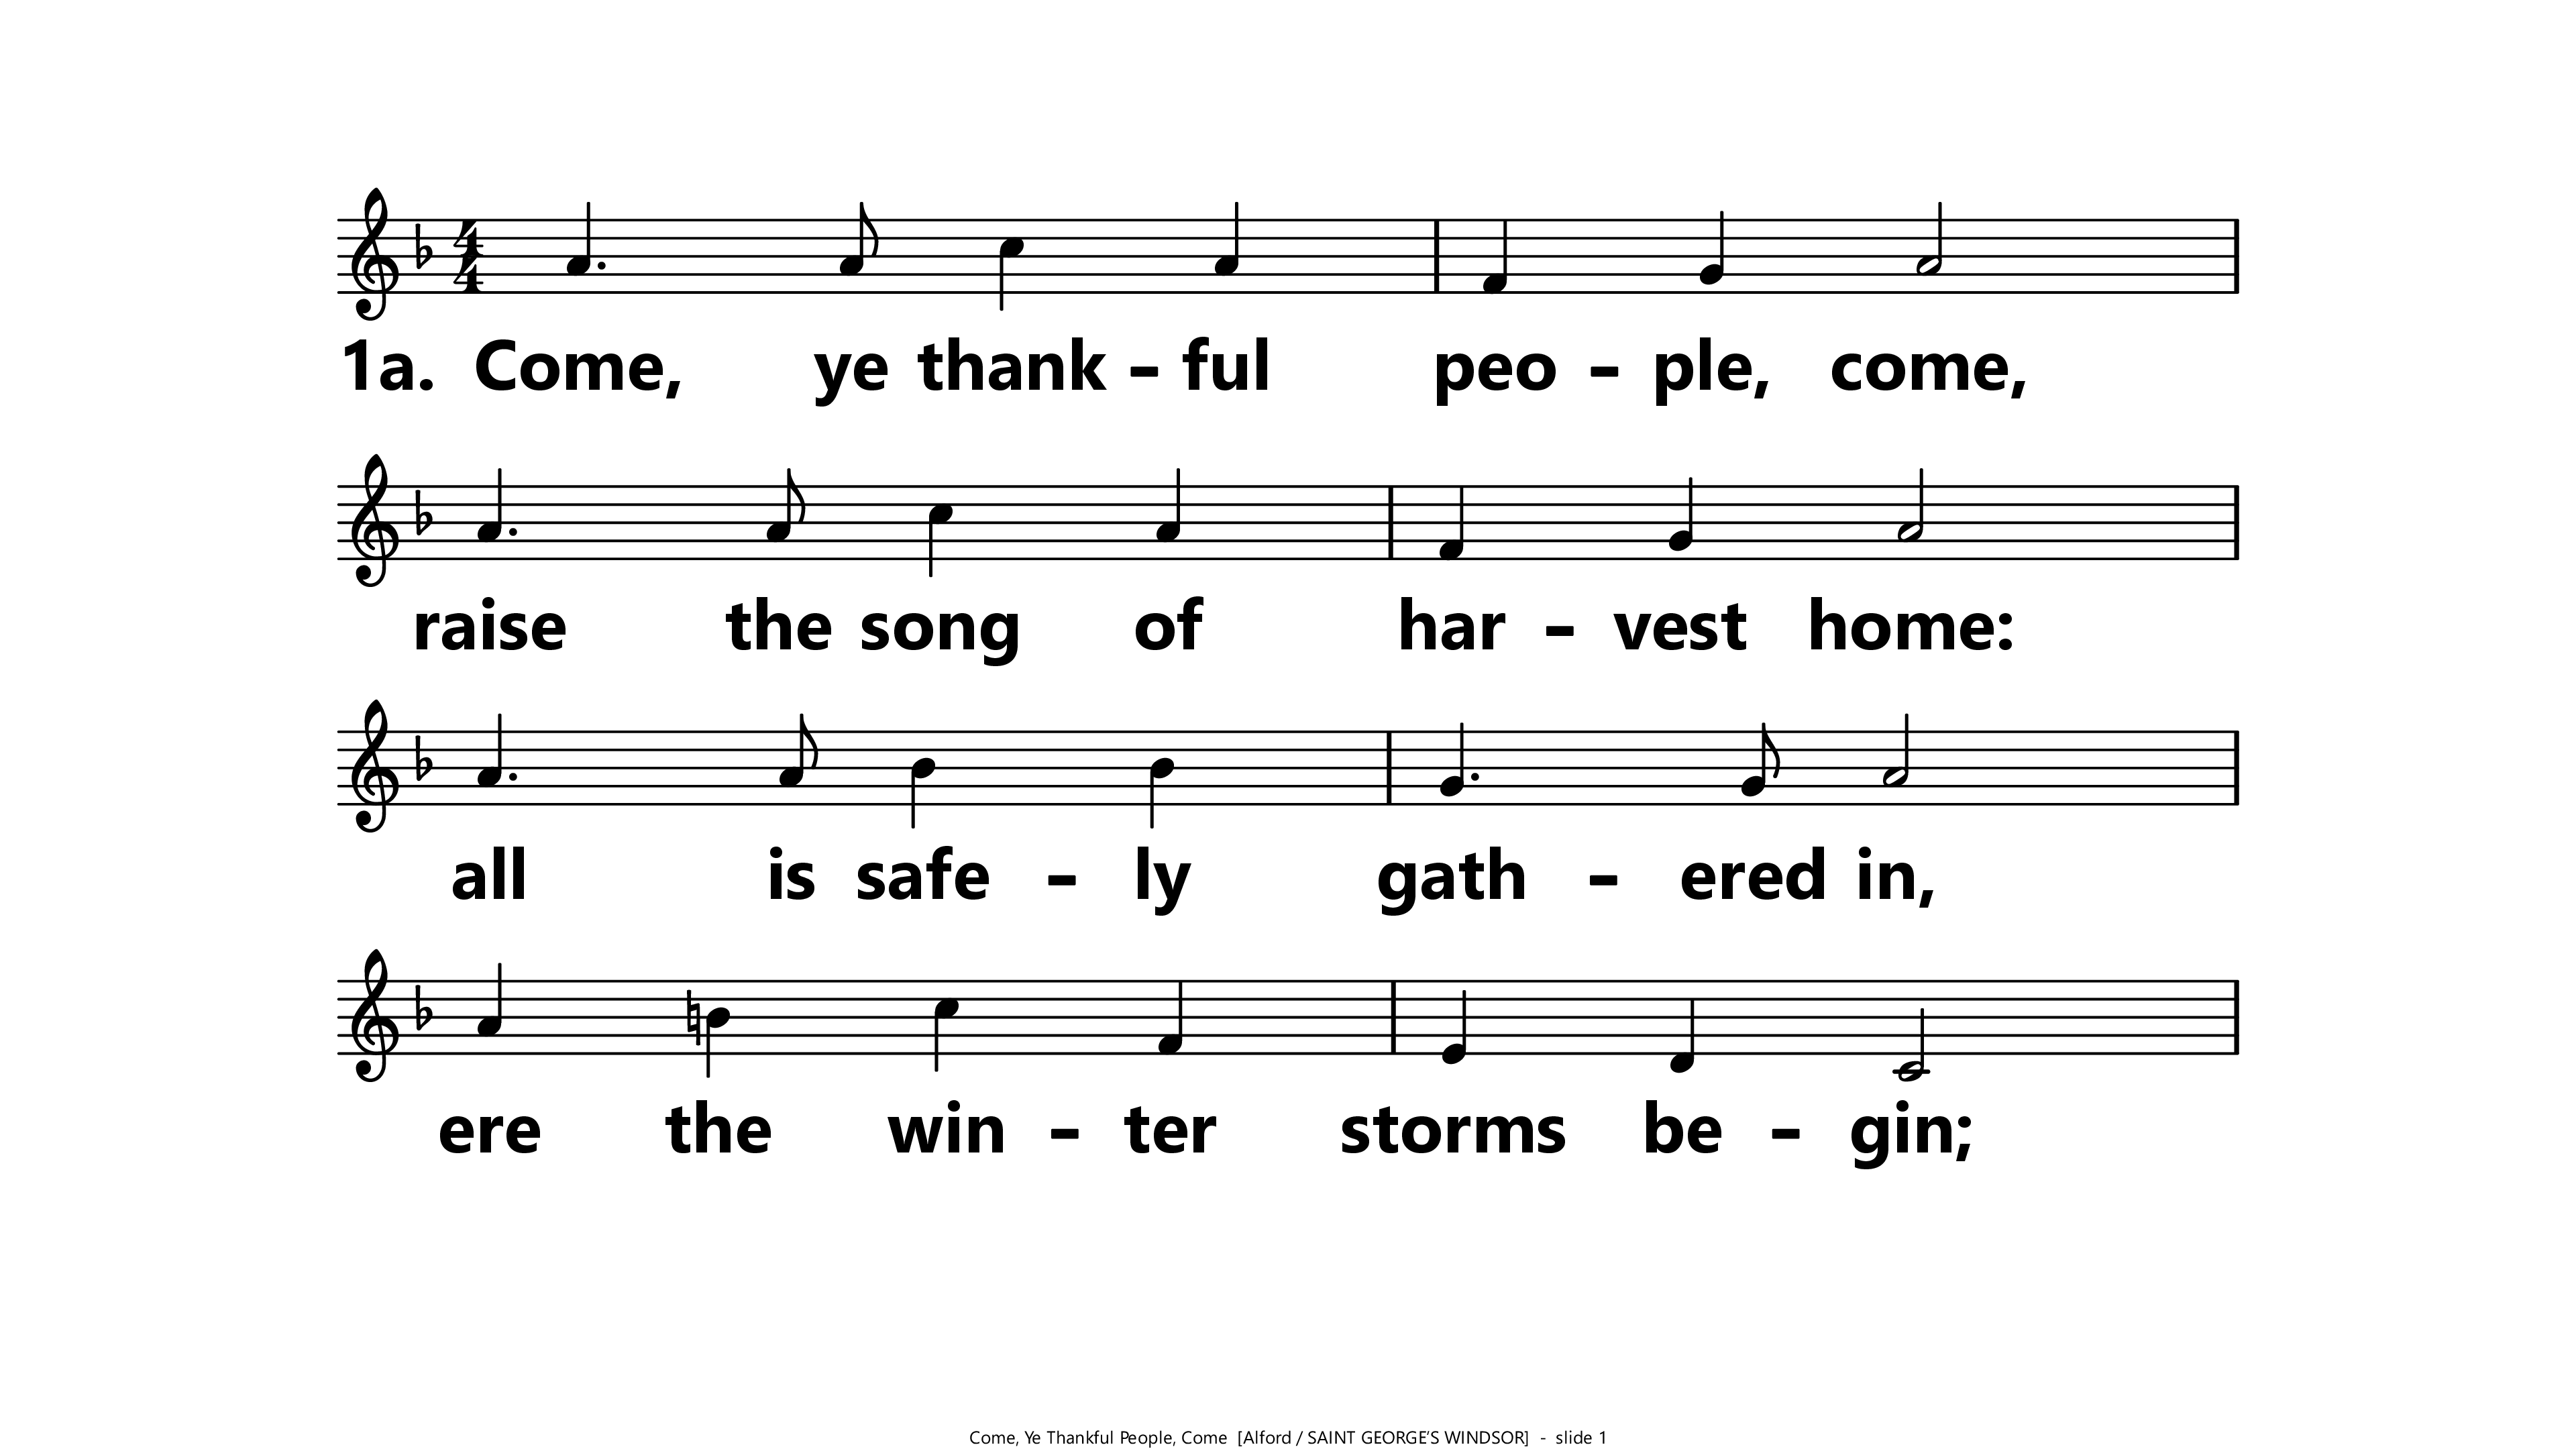 1a. Come, ye thank - ful peo - ple, come,
raise the song of har - vest home:
all is safe - ly gath - ered in,
ere the win - ter storms be - gin;
Come, Ye Thankful People, Come [Alford / SAINT GEORGE'S WINDSOR] - slide 1